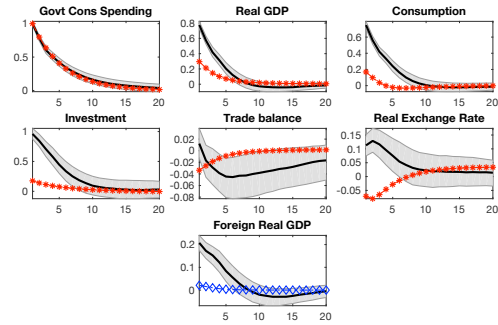 Govt Cons Spending Real GDP Consumption
1 0.5 0 5 10 15 20
0.8 0.6 0.4 0.2 0 5 10 15 20
0.6 0.4 0.2 0 5 10 15 20
Investment Trade balance Real Exchange Rate
1 0.5 0 5 10 15 20
0.02 0 -0.02 -0.04 -0.06 -0.08 5 10 15 20
0.15 0.1 0.05 0 -0.05 5 10 15 20
Foreign Real GDP
0.2 0.1 0 5 10 15 20